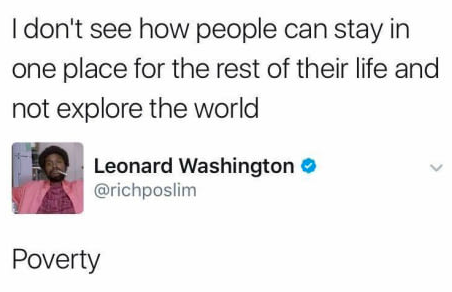 I don't see how people can stay in
one place for the rest of their life and
not explore the world
Leonard Washington
@richposlim
Poverty